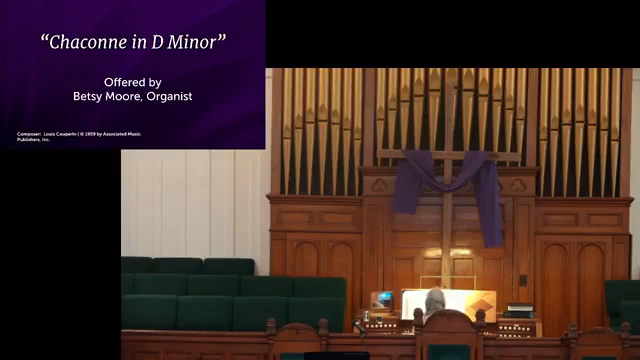 “Chaconne in D Minor”
Offered by
Betsy Moore, Organist
Composer: Louis Couperin | © 1959 by Associated Music
Publishers, Inc.